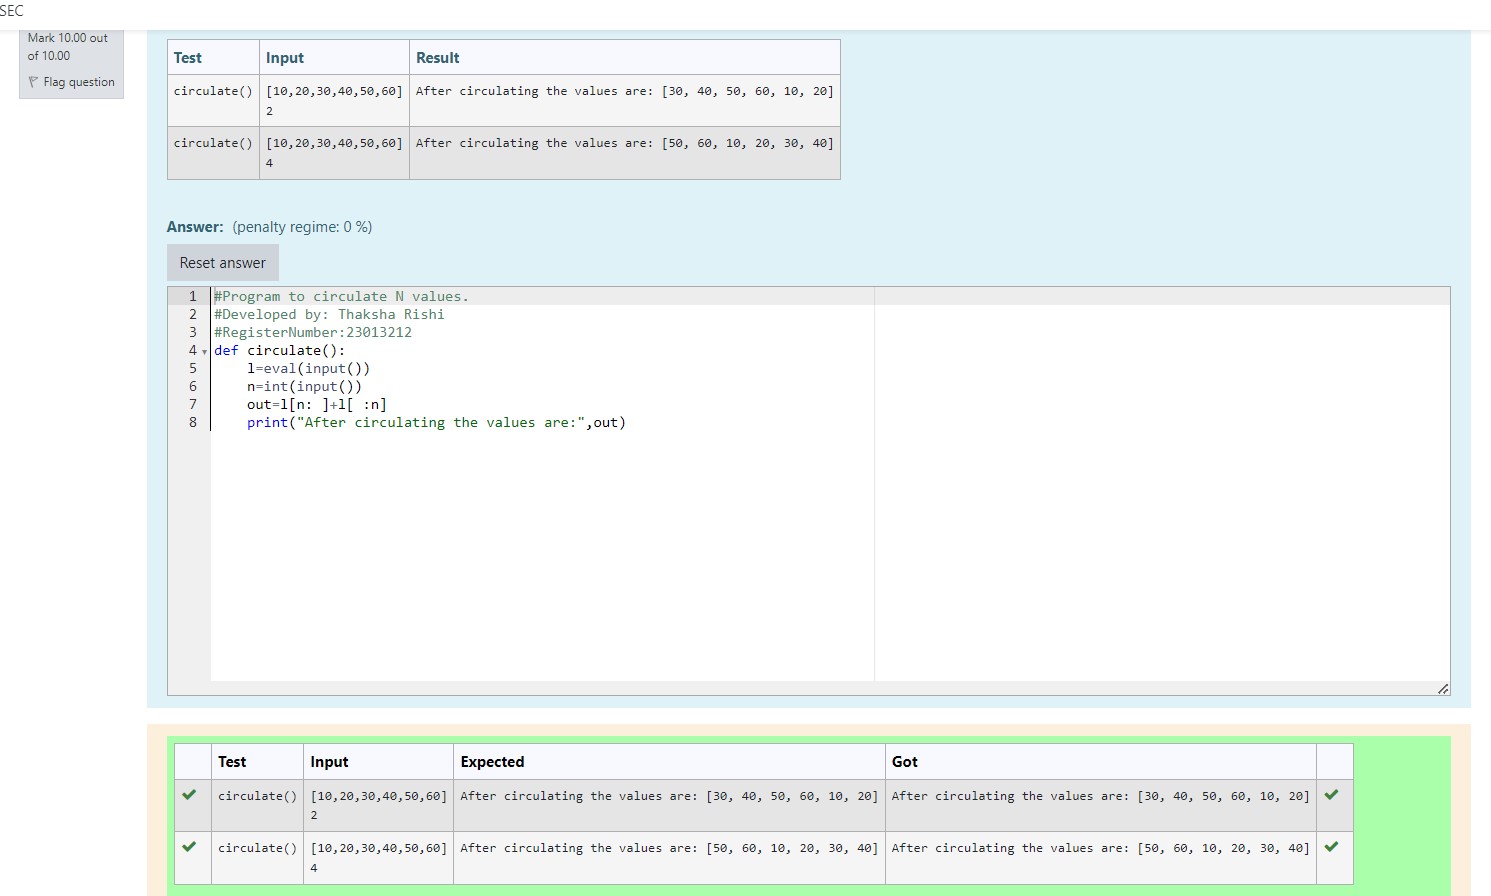 SEC
Mark 10.00 out
of 10.00
Flag question
Test Input Result
circulate() [10,20,30,40,50,60] After circulating the values are: [30, 40, 50, 60, 10, 20]
2
circulate() [10,20,30,40,50,60] After circulating the values are: [50, 60, 10, 20, 30, 40]
4
Answer: (penalty regime: 0 %)
Reset answer
1 #Program to circulate N values.
2 #Developed by: Thaksha Rishi
3 #RegisterNumber:23013212
4 def circulate():
5     l=eval(input())
6     n=int(input())
7     out=l[n: ]+l[ :n]
8     print("After circulating the values are:",out)
Test Input Expected Got
circulate() [10,20,30,40,50,60] After circulating the values are: [30, 40, 50, 60, 10, 20] After circulating the values are: [30, 40, 50, 60, 10, 20]
2
circulate() [10,20,30,40,50,60] After circulating the values are: [50, 60, 10, 20, 30, 40] After circulating the values are: [50, 60, 10, 20, 30, 40]
4